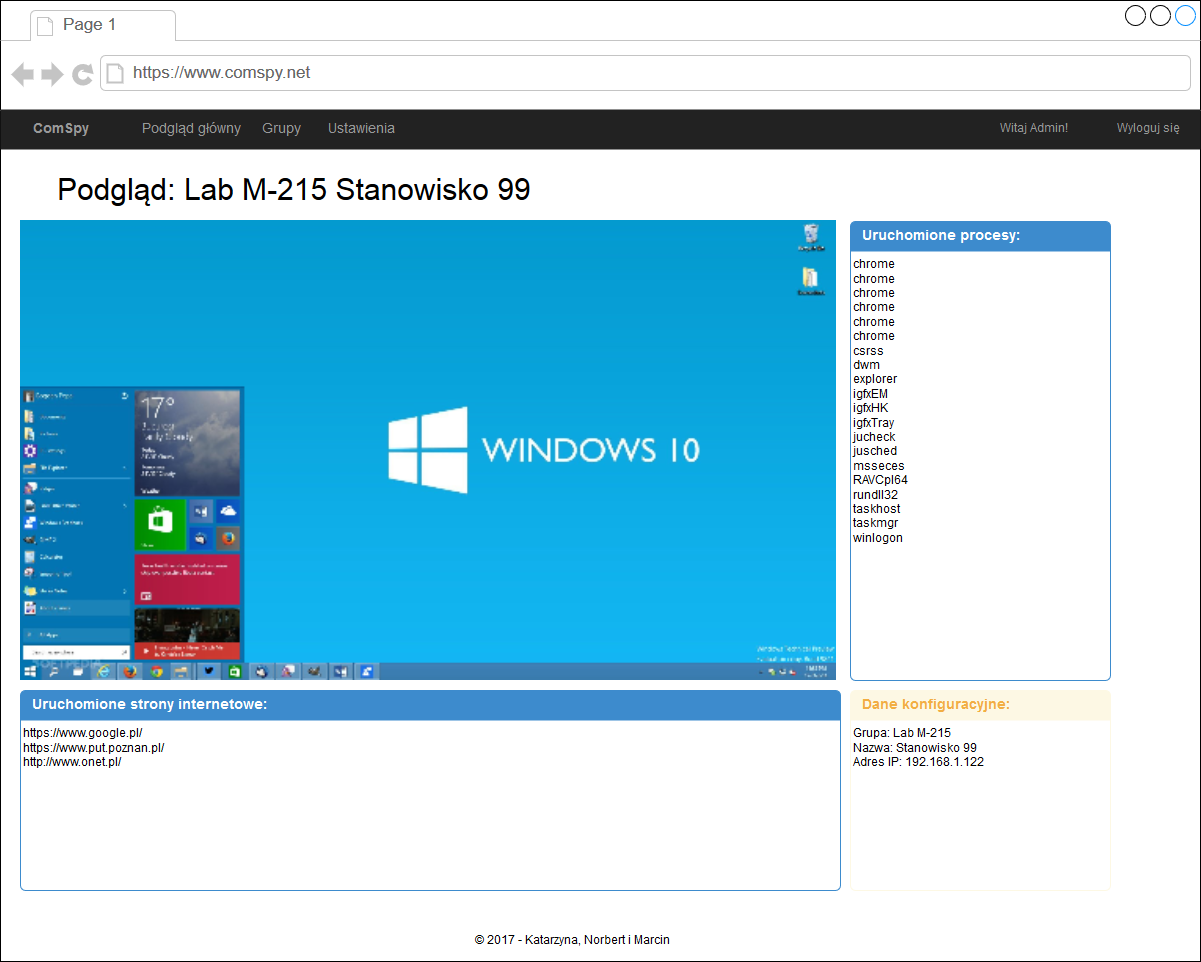 Page 1
https://www.comspy.net
ComSpy Podgląd główny Grupy Ustawienia Witaj Admin! Wyloguj się
Podgląd: Lab M-215 Stanowisko 99
17°
WINDOWS 10
Uruchomione procesy:
chrome
chrome
chrome
chrome
chrome
chrome
csrss
dwm
explorer
igfxEM
igfxHK
igfxTray
jucheck
jusched
msseces
RAVCpl64
rundll32
taskhost
taskmgr
winlogon
Uruchomione strony internetowe:
https://www.google.pl/
https://www.put.poznan.pl/
http://www.onet.pl/
Dane konfiguracyjne:
Grupa: Lab M-215
Nazwa: Stanowisko 99
Adres IP: 192.168.1.122
© 2017 - Katarzyna, Norbert i Marcin